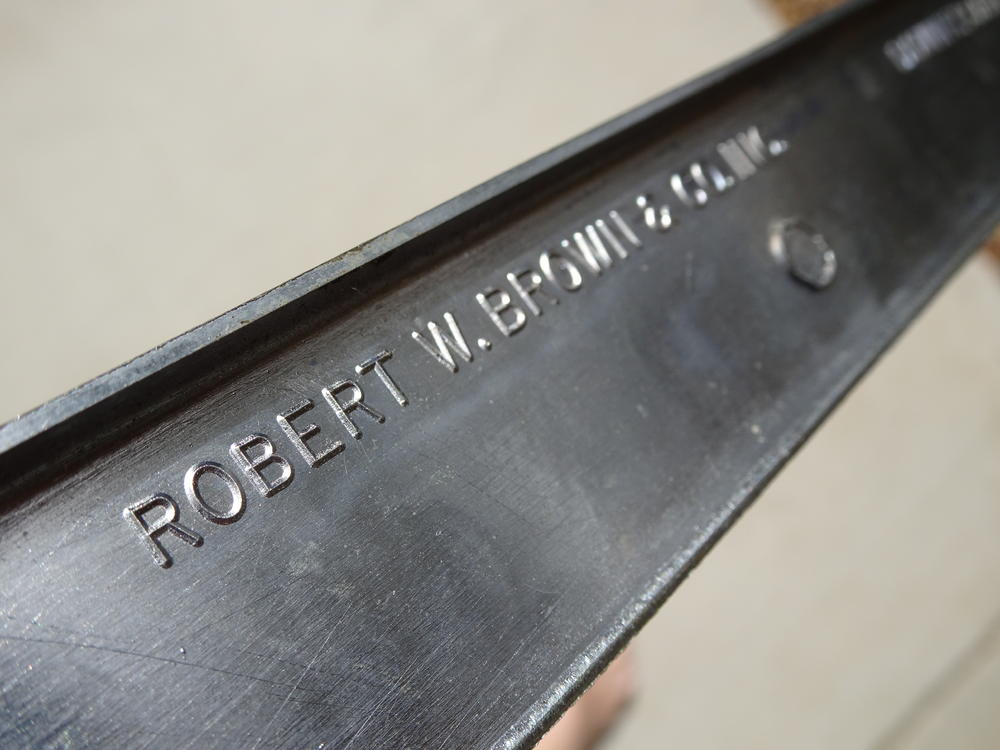 ROBERT W. BROWN & CO. INC.